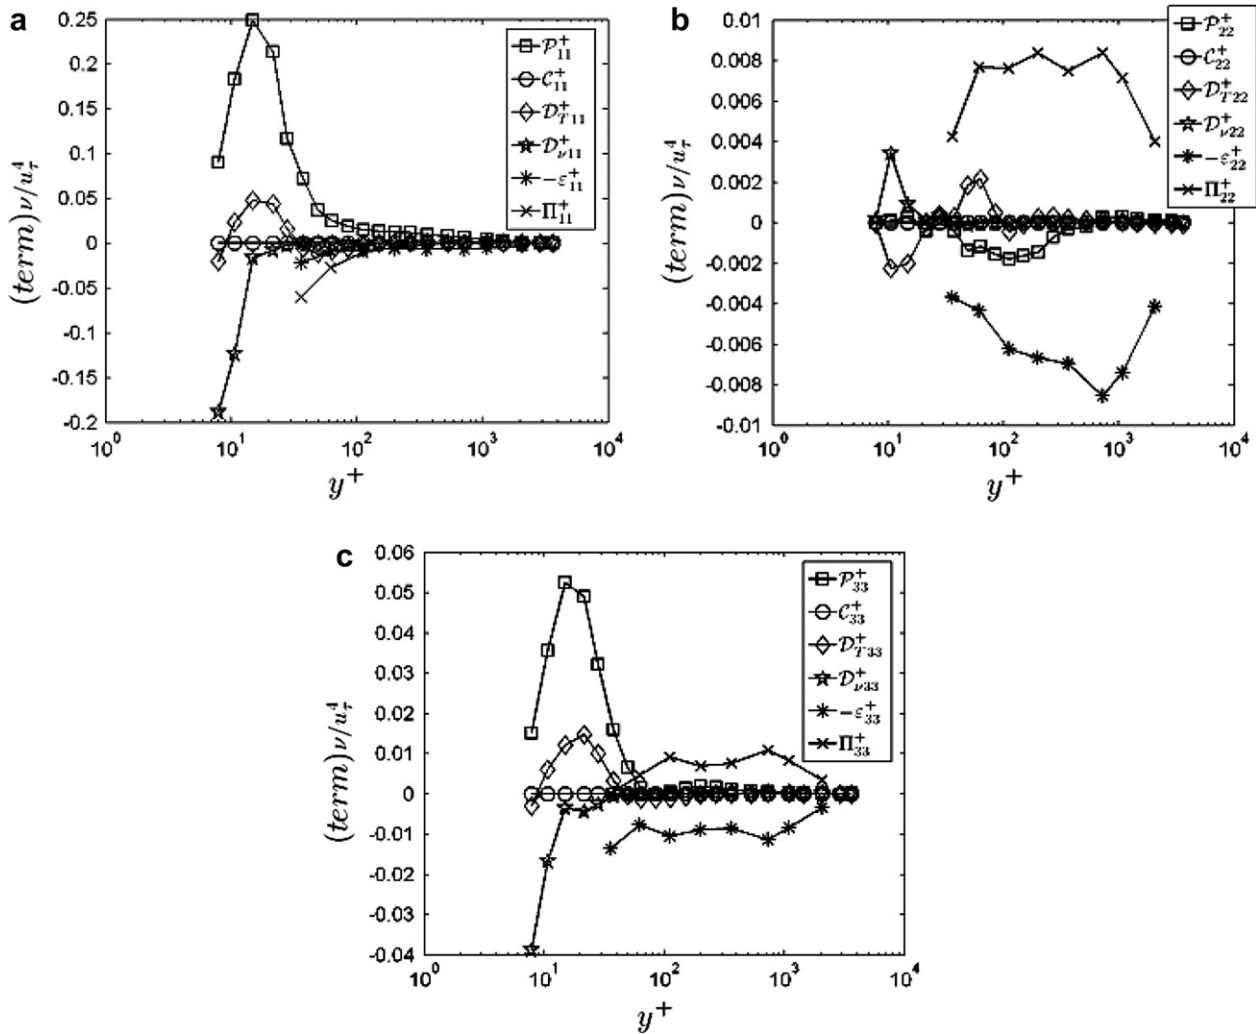 a
0.25
0.2
0.15
0.1
0.05
0
-0.05
-0.1
-0.15
-0.2
(term)ν/u_τ^4
10^0 10^1 10^2 10^3 10^4
y^+
P_11^+
C_11^+
D_T11^+
D_ν11^+
−ε_11^+
Π_11^+
b
0.01
0.008
0.006
0.004
0.002
0
-0.002
-0.004
-0.006
-0.008
-0.01
(term)ν/u_τ^4
10^0 10^1 10^2 10^3 10^4
y^+
P_22^+
C_22^+
D_T22^+
D_ν22^+
−ε_22^+
Π_22^+
c
0.06
0.05
0.04
0.03
0.02
0.01
0
-0.01
-0.02
-0.03
-0.04
(term)ν/u_τ^4
10^0 10^1 10^2 10^3 10^4
y^+
P_33^+
C_33^+
D_T33^+
D_ν33^+
−ε_33^+
Π_33^+